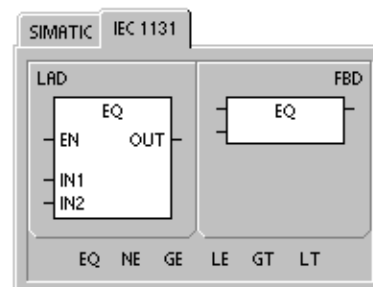 SIMATIC IEC 1131
LAD FBD
EQ EQ
EN OUT
IN1
IN2
EQ NE GE LE GT LT